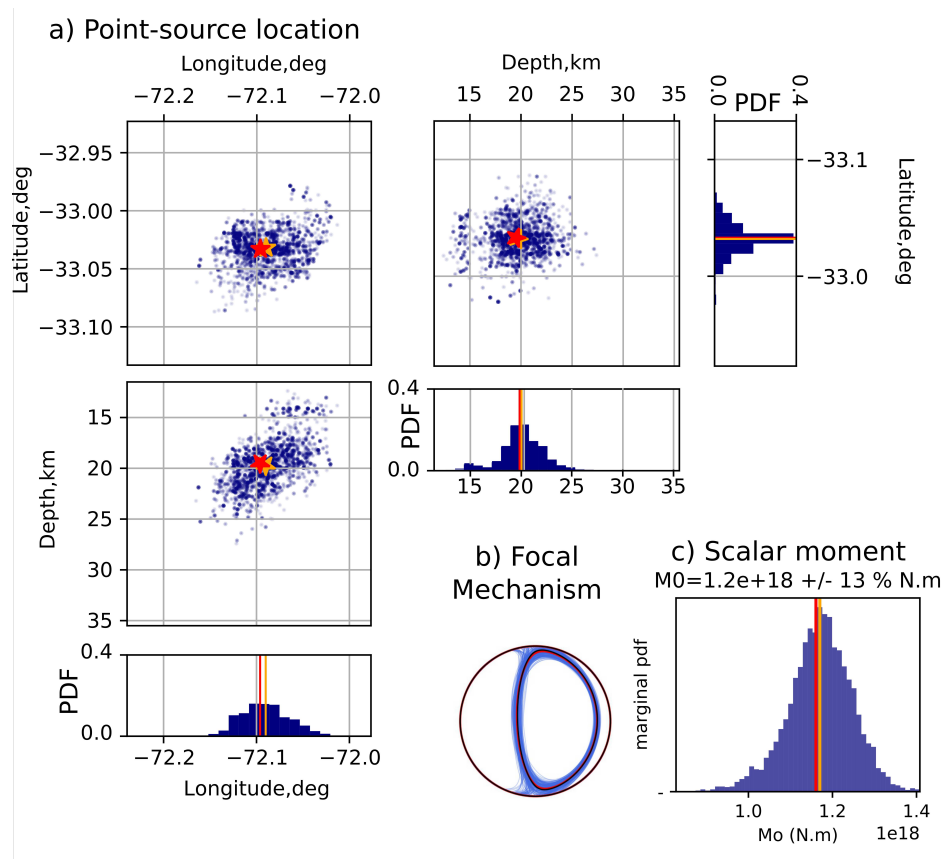 a) Point-source location
Longitude,deg
−72.2 −72.1 −72.0
Latitude,deg
−32.95
−33.00
−33.05
−33.10
Depth,km
15 20 25 30 35
0.0 PDF 0.4
−33.1
−33.0
Latitude,deg
Depth,km
15
20
25
30
35
0.4
PDF
0.0
15 20 25 30 35
0.4
PDF
0.0
−72.2 −72.1 −72.0
Longitude,deg
b) Focal
Mechanism
c) Scalar moment
M0=1.2e+18 +/- 13 % N.m
marginal pdf
-
1.0 1.2 1.4
Mo (N.m) 1e18